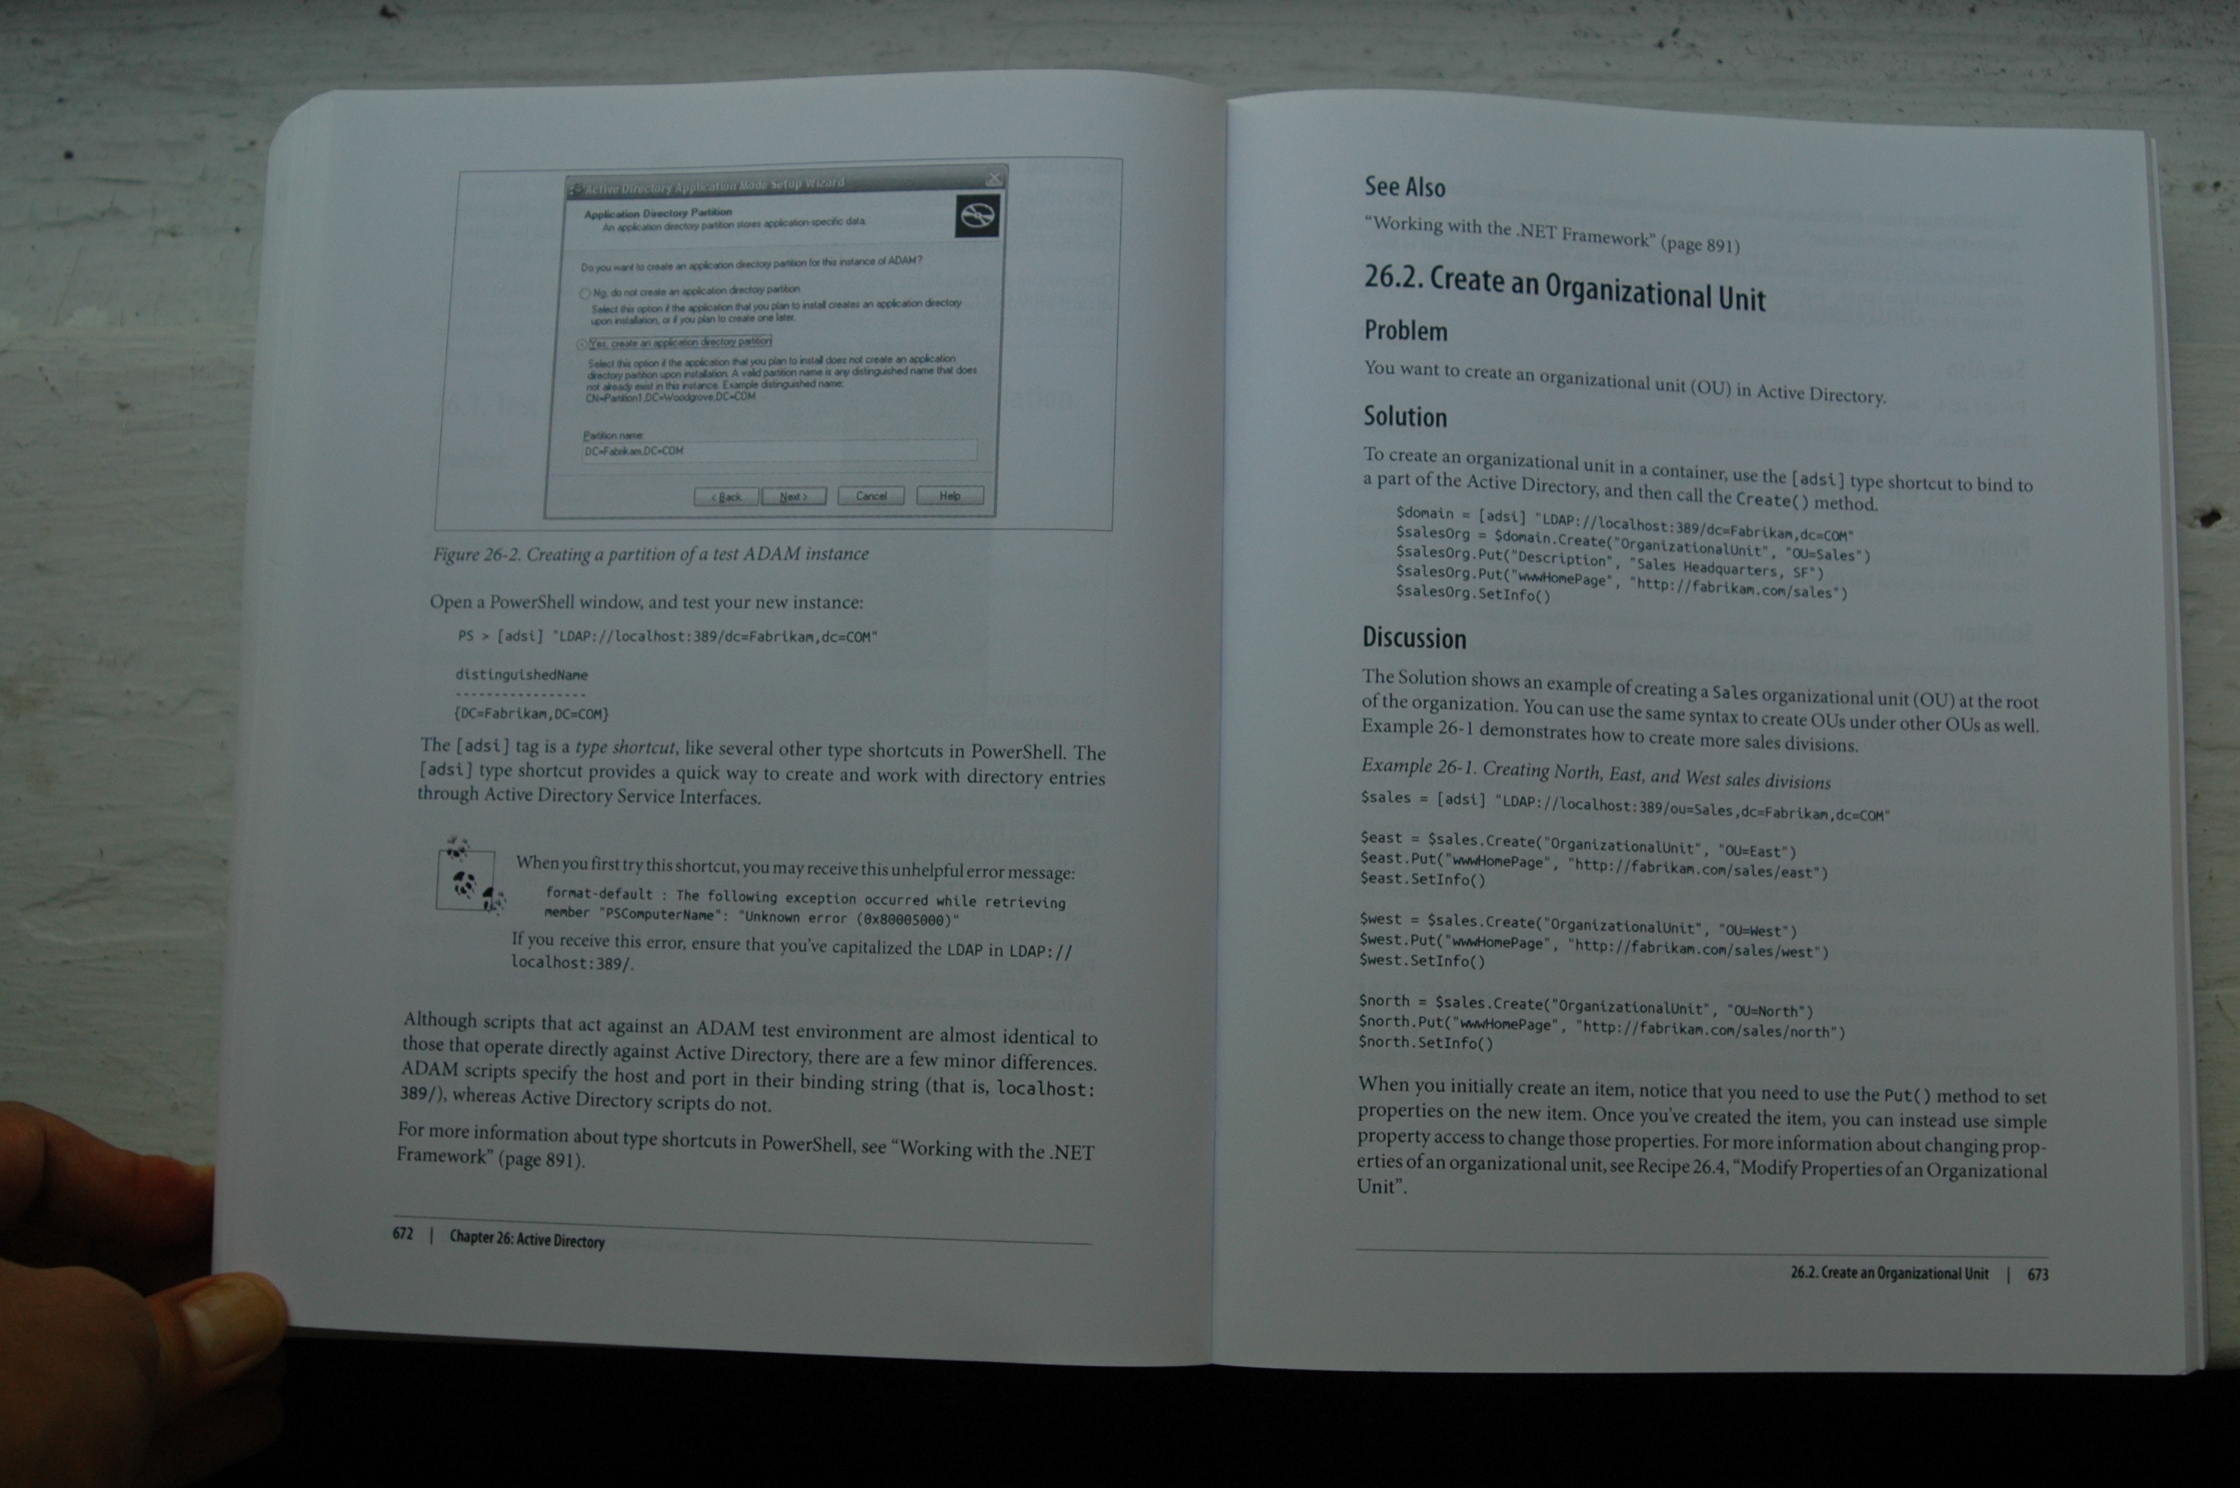 Active Directory Application Mode Setup Wizard
Application Directory Partition
An application directory partition stores application-specific data.
Do you want to create an application directory partition for this instance of ADAM?
No, do not create an application directory partition
Select this option if the application that you plan to install creates an application directory
upon installation, or if you plan to create one later.
Yes, create an application directory partition
Select this option if the application that you plan to install does not create an application
directory partition upon installation. A valid partition name is any distinguished name that does
not already exist in this instance. Example distinguished name:
CN=Partition1,DC=Woodgrove,DC=COM
Partition name:
DC=Fabrikam,DC=COM
< Back
Next >
Cancel
Help
Figure 26-2. Creating a partition of a test ADAM instance
Open a PowerShell window, and test your new instance:
PS > [adsi] "LDAP://localhost:389/dc=Fabrikam,dc=COM"
distinguishedName
-----------------
{DC=Fabrikam,DC=COM}
The [adsi] tag is a type shortcut, like several other type shortcuts in PowerShell. The
[adsi] type shortcut provides a quick way to create and work with directory entries
through Active Directory Service Interfaces.
When you first try this shortcut, you may receive this unhelpful error message:
format-default : The following exception occurred while retrieving
member "PSComputerName": "Unknown error (0x80005000)"
If you receive this error, ensure that you've capitalized the LDAP in LDAP://
localhost:389/.
Although scripts that act against an ADAM test environment are almost identical to
those that operate directly against Active Directory, there are a few minor differences.
ADAM scripts specify the host and port in their binding string (that is, localhost:
389/), whereas Active Directory scripts do not.
For more information about type shortcuts in PowerShell, see “Working with the .NET
Framework” (page 891).
672 | Chapter 26: Active Directory
See Also
“Working with the .NET Framework” (page 891)
26.2. Create an Organizational Unit
Problem
You want to create an organizational unit (OU) in Active Directory.
Solution
To create an organizational unit in a container, use the [adsi] type shortcut to bind to
a part of the Active Directory, and then call the Create() method.
$domain = [adsi] "LDAP://localhost:389/dc=Fabrikam,dc=COM"
$salesOrg = $domain.Create("OrganizationalUnit", "OU=Sales")
$salesOrg.Put("Description", "Sales Headquarters, SF")
$salesOrg.Put("wwwHomePage", "http://fabrikam.com/sales")
$salesOrg.SetInfo()
Discussion
The Solution shows an example of creating a Sales organizational unit (OU) at the root
of the organization. You can use the same syntax to create OUs under other OUs as well.
Example 26-1 demonstrates how to create more sales divisions.
Example 26-1. Creating North, East, and West sales divisions
$sales = [adsi] "LDAP://localhost:389/ou=Sales,dc=Fabrikam,dc=COM"
$east = $sales.Create("OrganizationalUnit", "OU=East")
$east.Put("wwwHomePage", "http://fabrikam.com/sales/east")
$east.SetInfo()
$west = $sales.Create("OrganizationalUnit", "OU=West")
$west.Put("wwwHomePage", "http://fabrikam.com/sales/west")
$west.SetInfo()
$north = $sales.Create("OrganizationalUnit", "OU=North")
$north.Put("wwwHomePage", "http://fabrikam.com/sales/north")
$north.SetInfo()
When you initially create an item, notice that you need to use the Put() method to set
properties on the new item. Once you've created the item, you can instead use simple
property access to change those properties. For more information about changing prop-
erties of an organizational unit, see Recipe 26.4, “Modify Properties of an Organizational
Unit”.
26.2. Create an Organizational Unit | 673